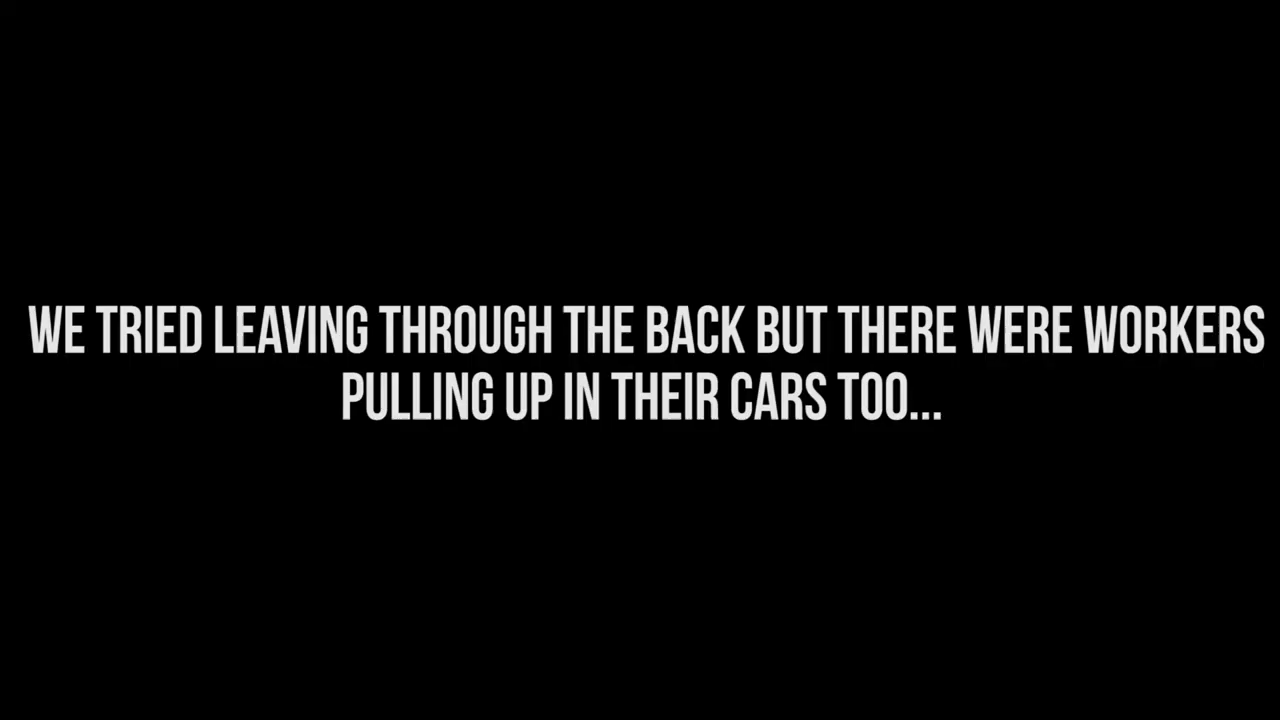 WE TRIED LEAVING THROUGH THE BACK BUT THERE WERE WORKERS
PULLING UP IN THEIR CARS TOO...